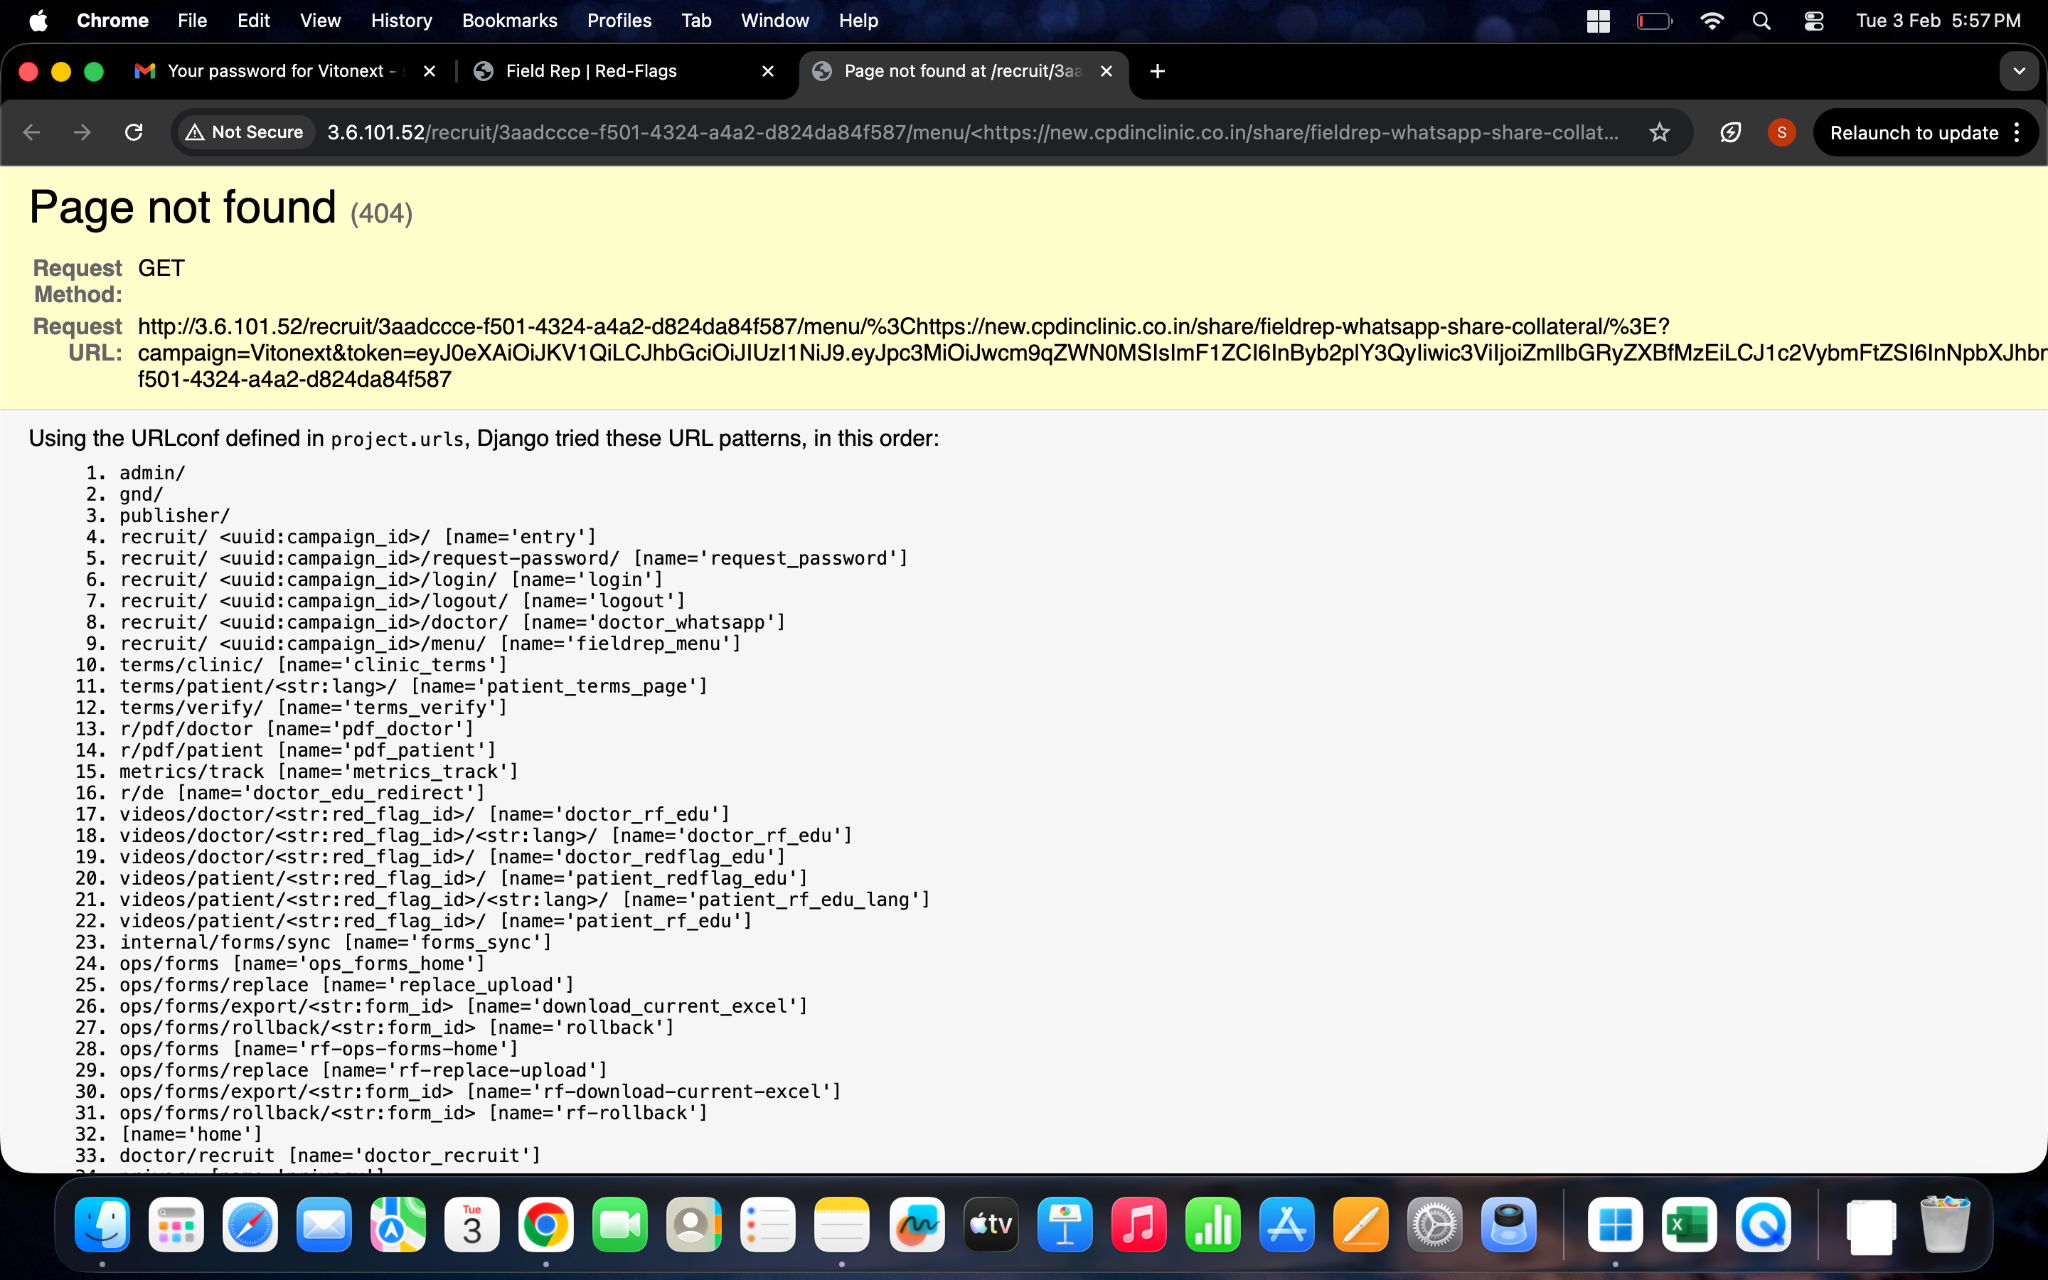 Chrome File Edit View History Bookmarks Profiles Tab Window Help Tue 3 Feb 5:57 PM
Your password for Vitonext - Field Rep | Red-Flags Page not found at /recruit/3aa
Not Secure 3.6.101.52/recruit/3aadccce-f501-4324-a4a2-d824da84f587/menu/<https://new.cpdinclinic.co.in/share/fieldrep-whatsapp-share-collat... S Relaunch to update
Page not found (404)
Request Method: GET
Request URL: http://3.6.101.52/recruit/3aadccce-f501-4324-a4a2-d824da84f587/menu/%3Chttps://new.cpdinclinic.co.in/share/fieldrep-whatsapp-share-collateral/%3E?
campaign=Vitonext&token=eyJ0eXAiOiJKV1QiLCJhbGciOiJIUzI1NiJ9.eyJpc3MiOiJwcm9qZWN0MSIsImF1ZCI6InByb2plY3QyIiwic3ViIjoiZmllbGRyZXBfMzEiLCJ1c2VybmFtZSI6InNpbXJhbr
f501-4324-a4a2-d824da84f587
Using the URLconf defined in project.urls, Django tried these URL patterns, in this order:
1. admin/
2. gnd/
3. publisher/
4. recruit/ <uuid:campaign_id>/ [name='entry']
5. recruit/ <uuid:campaign_id>/request-password/ [name='request_password']
6. recruit/ <uuid:campaign_id>/login/ [name='login']
7. recruit/ <uuid:campaign_id>/logout/ [name='logout']
8. recruit/ <uuid:campaign_id>/doctor/ [name='doctor_whatsapp']
9. recruit/ <uuid:campaign_id>/menu/ [name='fieldrep_menu']
10. terms/clinic/ [name='clinic_terms']
11. terms/patient/<str:lang>/ [name='patient_terms_page']
12. terms/verify/ [name='terms_verify']
13. r/pdf/doctor [name='pdf_doctor']
14. r/pdf/patient [name='pdf_patient']
15. metrics/track [name='metrics_track']
16. r/de [name='doctor_edu_redirect']
17. videos/doctor/<str:red_flag_id>/ [name='doctor_rf_edu']
18. videos/doctor/<str:red_flag_id>/<str:lang>/ [name='doctor_rf_edu']
19. videos/doctor/<str:red_flag_id>/ [name='doctor_redflag_edu']
20. videos/patient/<str:red_flag_id>/ [name='patient_redflag_edu']
21. videos/patient/<str:red_flag_id>/<str:lang>/ [name='patient_rf_edu_lang']
22. videos/patient/<str:red_flag_id>/ [name='patient_rf_edu']
23. internal/forms/sync [name='forms_sync']
24. ops/forms [name='ops_forms_home']
25. ops/forms/replace [name='replace_upload']
26. ops/forms/export/<str:form_id> [name='download_current_excel']
27. ops/forms/rollback/<str:form_id> [name='rollback']
28. ops/forms [name='rf-ops-forms-home']
29. ops/forms/replace [name='rf-replace-upload']
30. ops/forms/export/<str:form_id> [name='rf-download-current-excel']
31. ops/forms/rollback/<str:form_id> [name='rf-rollback']
32. [name='home']
33. doctor/recruit [name='doctor_recruit']
Tue
3
tv